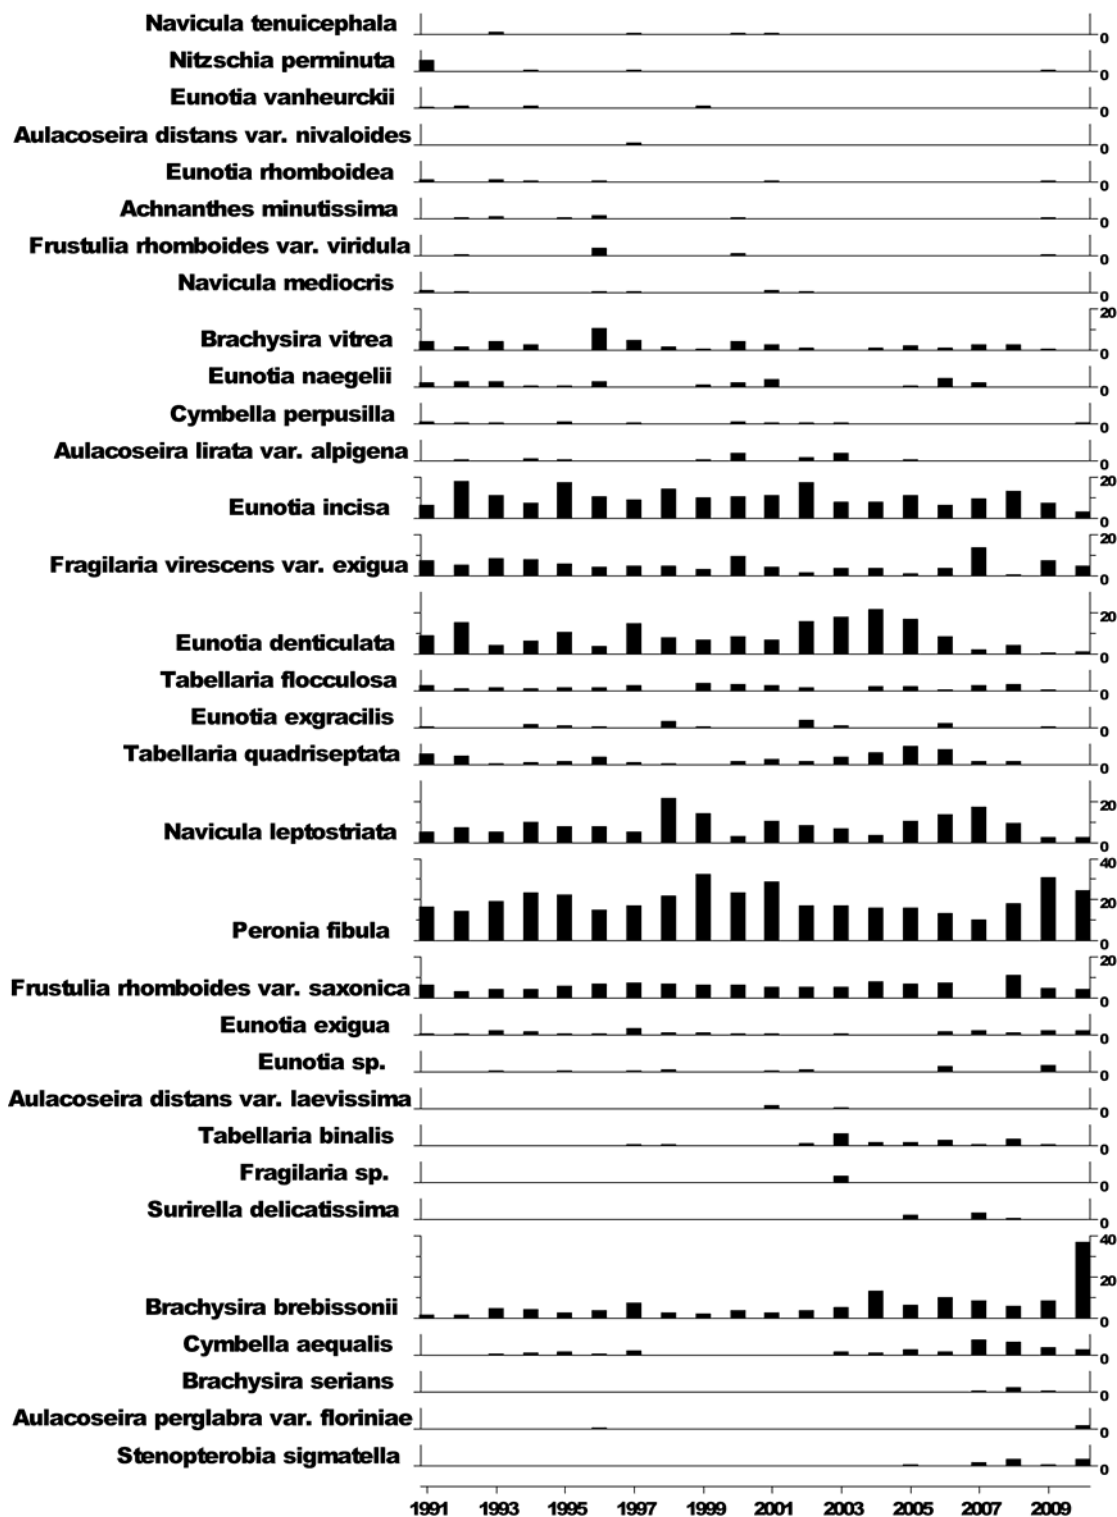 Navicula tenuicephala 0
Nitzschia perminuta 0
Eunotia vanheurckii 0
Aulacoseira distans var. nivaloides 0
Eunotia rhomboidea 0
Achnanthes minutissima 0
Frustulia rhomboides var. viridula 0
Navicula mediocris 0
20
Brachysira vitrea 0
Eunotia naegelii 0
Cymbella perpusilla 0
Aulacoseira lirata var. alpigena 0
20
Eunotia incisa 0
20
Fragilaria virescens var. exigua 0
20
Eunotia denticulata 0
Tabellaria flocculosa 0
Eunotia exgracilis 0
Tabellaria quadriseptata 0
20
Navicula leptostriata 0
40
20
Peronia fibula 0
20
Frustulia rhomboides var. saxonica 0
Eunotia exigua 0
Eunotia sp. 0
Aulacoseira distans var. laevissima 0
Tabellaria binalis 0
Fragilaria sp. 0
Surirella delicatissima 0
40
20
Brachysira brebissonii 0
Cymbella aequalis 0
Brachysira serians 0
Aulacoseira perglabra var. floriniae 0
Stenopterobia sigmatella 0
1991 1993 1995 1997 1999 2001 2003 2005 2007 2009